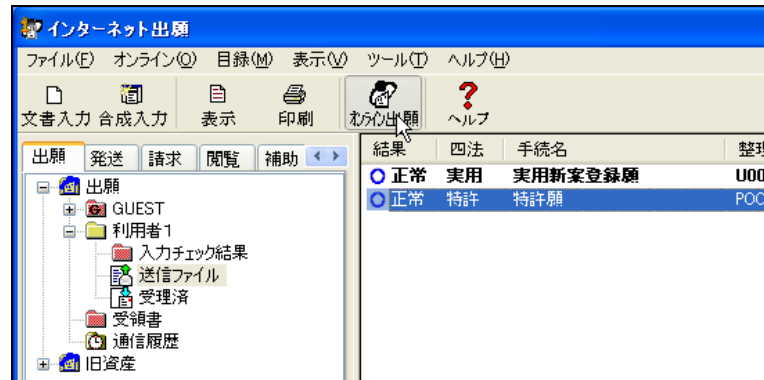 インターネット出願
ファイル(F) オンライン(O) 目録(M) 表示(V) ツール(T) ヘルプ(H)
文書入力 合成入力 表示 印刷 オンライン出願 ヘルプ
出願 発送 請求 閲覧 補助
結果 四法 手続名 整理
正常 実用 実用新案登録願 U00
正常 特許 特許願 POO
出願
GUEST
利用者1
入力チェック結果
送信ファイル
受理済
受領書
通信履歴
旧資産